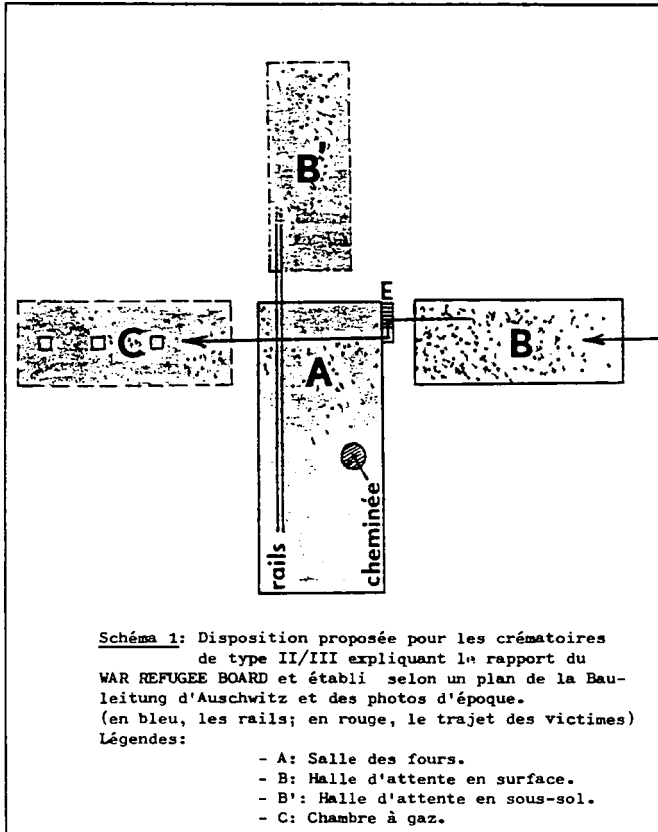 B'
E
C
A
B
rails
cheminée
Schéma 1: Disposition proposée pour les crématoires
de type II/III expliquant le rapport du
WAR REFUGEE BOARD et établi selon un plan de la Bau-
leitung d'Auschwitz et des photos d'époque.
(en bleu, les rails; en rouge, le trajet des victimes)
Légendes:
- A: Salle des fours.
- B: Halle d'attente en surface.
- B': Halle d'attente en sous-sol.
- C: Chambre à gaz.